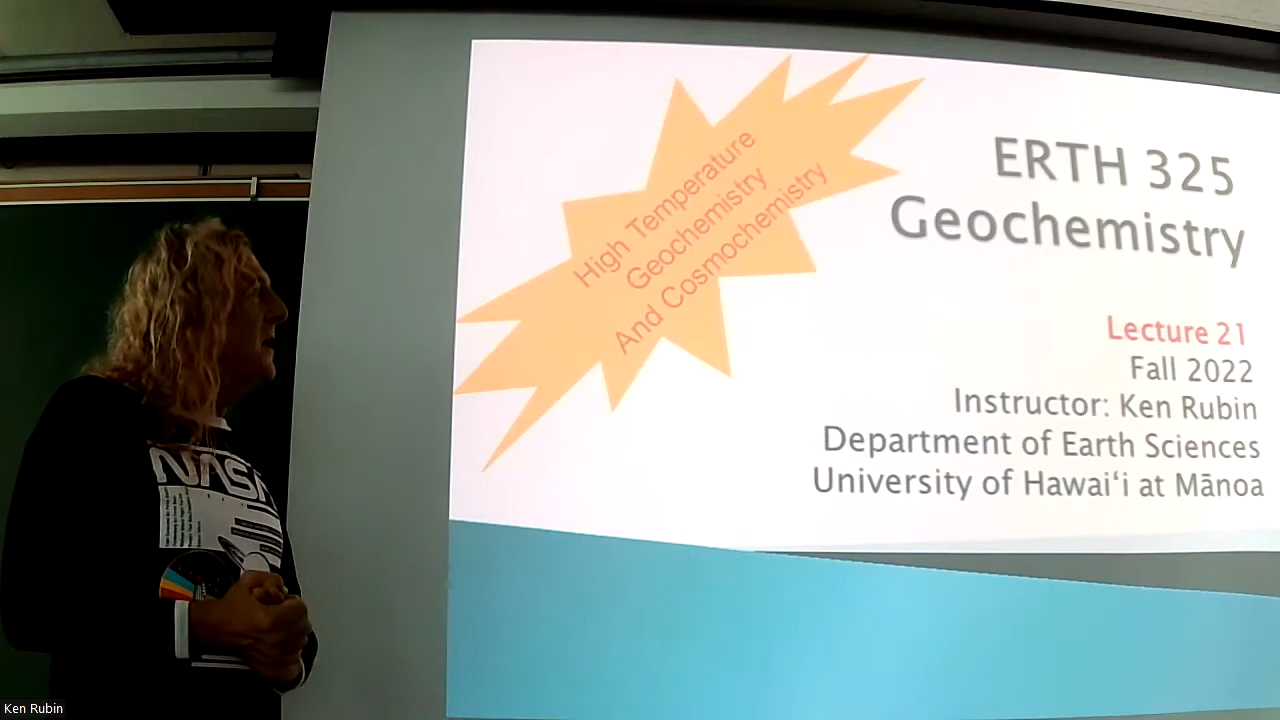 High Temperature
Geochemistry
And Cosmochemistry
ERTH 325
Geochemistry
Lecture 21
Fall 2022
Instructor: Ken Rubin
Department of Earth Sciences
University of Hawaiʻi at Mānoa
NASA
Ken Rubin